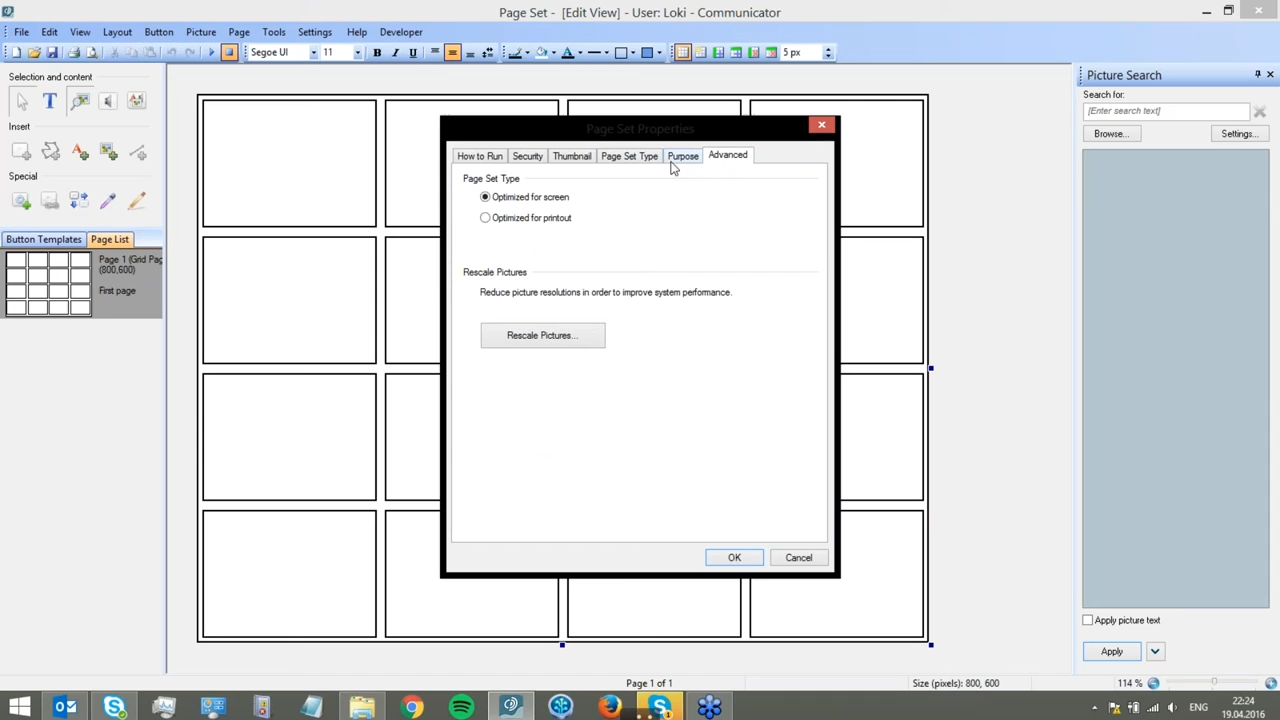 Page Set - [Edit View] - User: Loki - Communicator
File Edit View Layout Button Picture Page Tools Settings Help Developer
Segoe UI 11 B I U 5 px
Selection and content
Insert
Special
Button Templates Page List
Page 1 (Grid Pag
(800,600)
First page
Page Set Properties
How to Run Security Thumbnail Page Set Type Purpose Advanced
Page Set Type
Optimized for screen
Optimized for printout
Rescale Pictures
Reduce picture resolutions in order to improve system performance.
Rescale Pictures...
OK Cancel
Picture Search
Search for:
[Enter search text]
Browse... Settings...
Apply picture text
Apply
Page 1 of 1 Size (pixels): 800, 600 114 %
ENG
22:24
19.04.2016